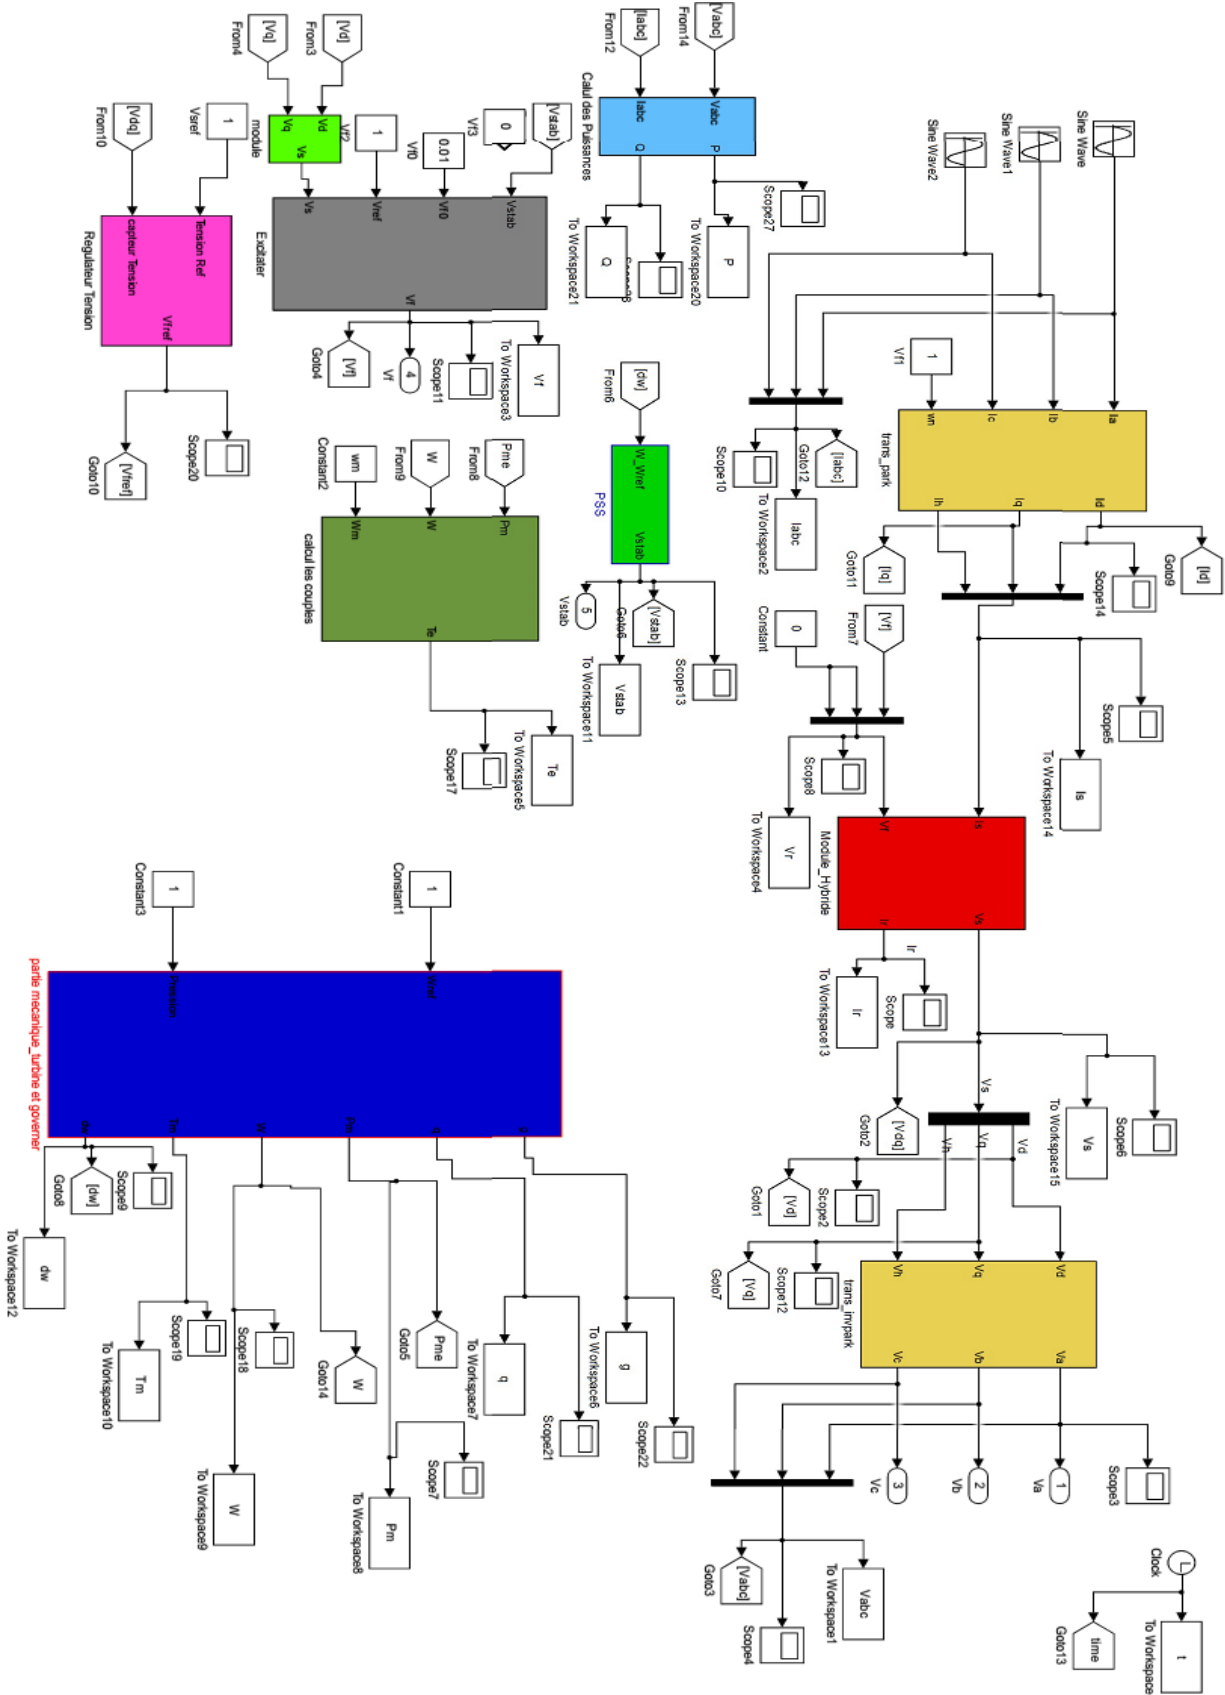 Sine Wave
Sine Wave1
Sine Wave2
1
Vf1
Ia
Ib
Ic
wn
Id
Iq
Ih
trans_park
[Id]
Goto9
Scope14
[Iq]
Goto11
[Iabc]
Goto12
Iabc
To Workspace2
Scope10
Scope5
Is
To Workspace14
[Vf]
From7
0
Constant
Scope8
Vr
To Workspace4
Is
Vf
Vs
Ir
Module_Hybride
Ir
Scope
Ir
To Workspace13
Scope6
Vs
To Workspace15
Vs
[Vdq]
Goto2
Vd
Vq
Vh
Scope2
[Vd]
Goto1
Scope12
[Vq]
Goto7
Vd
Vq
Vh
Va
Vb
Vc
trans_invpark
Scope3
1
Va
2
Vb
3
Vc
Vabc
To Workspace1
[Vabc]
Goto3
Scope4
Clock
t
To Workspace
time
Goto13
[Vabc]
From14
[Iabc]
From12
Vabc
Iabc
P
Q
Calul des Puissances
Scope27
P
To Workspace20
Q
To Workspace21
[dw]
From6
W_Wref
Vstab
PSS
Scope13
[Vstab]
Goto6
Vstab
To Workspace11
5
Vstab
[Vstab]
0
Vf3
0.01
Vf0
1
Vf2
[Vd]
From3
[Vq]
From4
Vd
Vq
Vs
module
Vstab
Vf0
Vref
Vs
Vf
Excitater
Vf
To Workspace3
Scope11
4
Vf
[Vf]
Goto4
Pme
From8
W
From9
wm
Constant2
Pm
W
Wm
Te
calcul les couples
Te
To Workspace5
Scope17
1
Vsref
[Vdq]
From10
Tension Ref
capteur Tension
Vfref
Regulateur Tension
Scope20
[Vfref]
Goto10
1
Constant1
1
Constant3
Wref
Pression
g
q
Pm
W
Tm
dw
partie mecanique_turbine et governer
Scope22
g
To Workspace6
Scope21
q
To Workspace7
Pme
Goto5
Scope7
Pm
To Workspace8
W
Goto14
Scope18
W
To Workspace9
Scope19
Tm
To Workspace10
Scope9
[dw]
Goto8
dw
To Workspace12